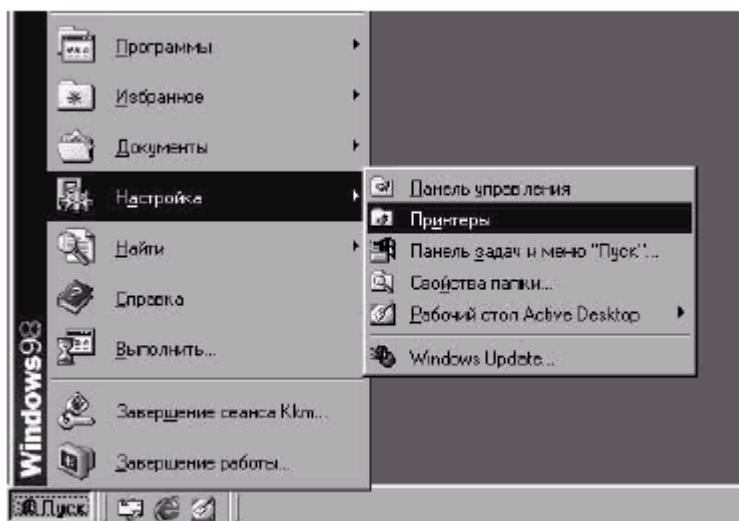 Программы
Избранное
Документы
Настройка
Найти
Справка
Выполнить...
Завершение сеанса Kkm...
Завершение работы...
Панель управления
Принтеры
Панель задач и меню "Пуск"...
Свойства папки...
Рабочий стол Active Desktop
Windows Update...
Windows98
Пуск